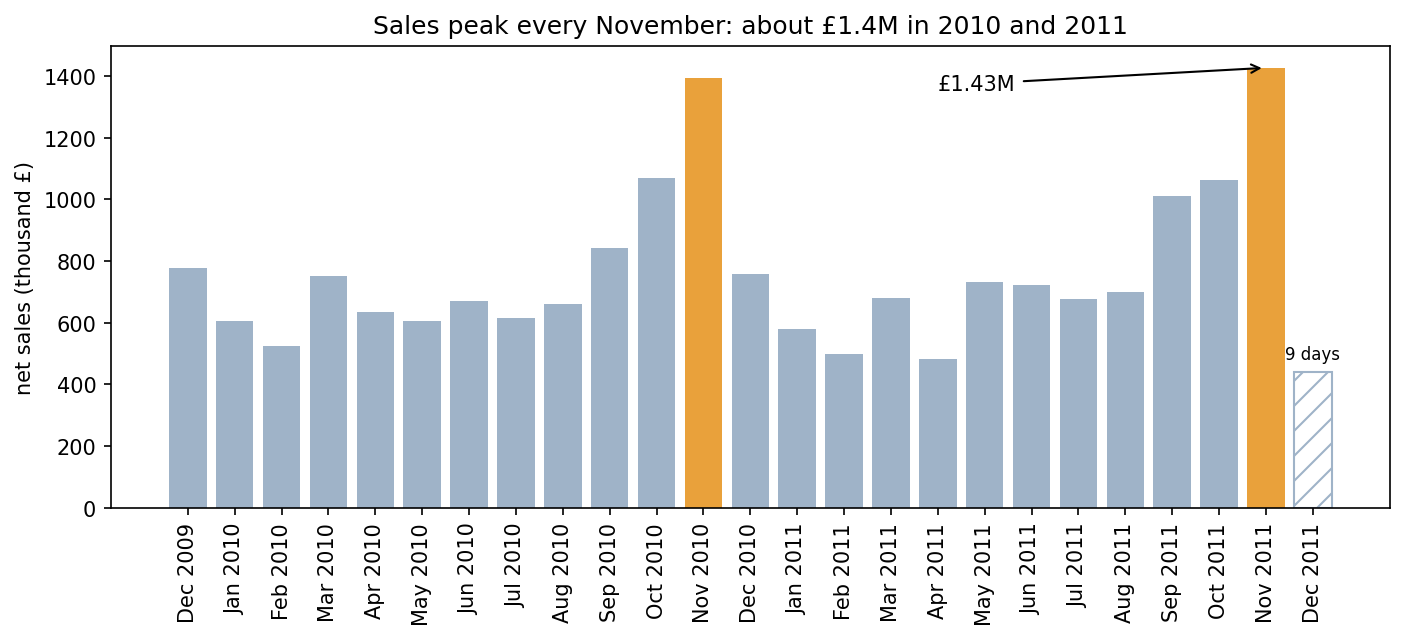 Sales peak every November: about £1.4M in 2010 and 2011
net sales (thousand £)
1400
1200
1000
800
600
400
200
0
£1.43M
9 days
Dec 2009
Jan 2010
Feb 2010
Mar 2010
Apr 2010
May 2010
Jun 2010
Jul 2010
Aug 2010
Sep 2010
Oct 2010
Nov 2010
Dec 2010
Jan 2011
Feb 2011
Mar 2011
Apr 2011
May 2011
Jun 2011
Jul 2011
Aug 2011
Sep 2011
Oct 2011
Nov 2011
Dec 2011